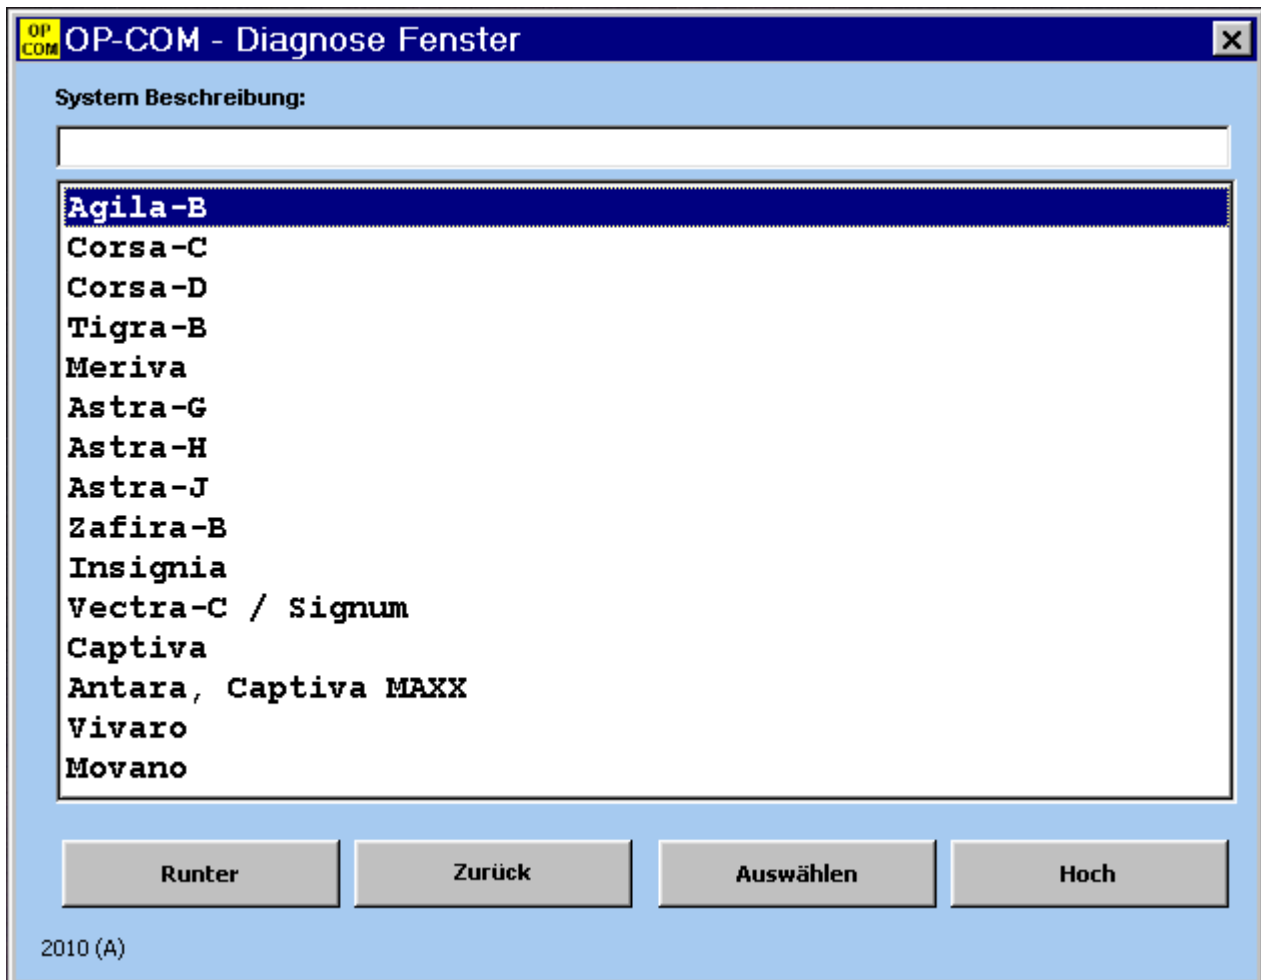 OP
COM
OP-COM - Diagnose Fenster
System Beschreibung:
Agila-B
Corsa-C
Corsa-D
Tigra-B
Meriva
Astra-G
Astra-H
Astra-J
Zafira-B
Insignia
Vectra-C / Signum
Captiva
Antara, Captiva MAXX
Vivaro
Movano
Runter Zurück Auswählen Hoch
2010 (A)